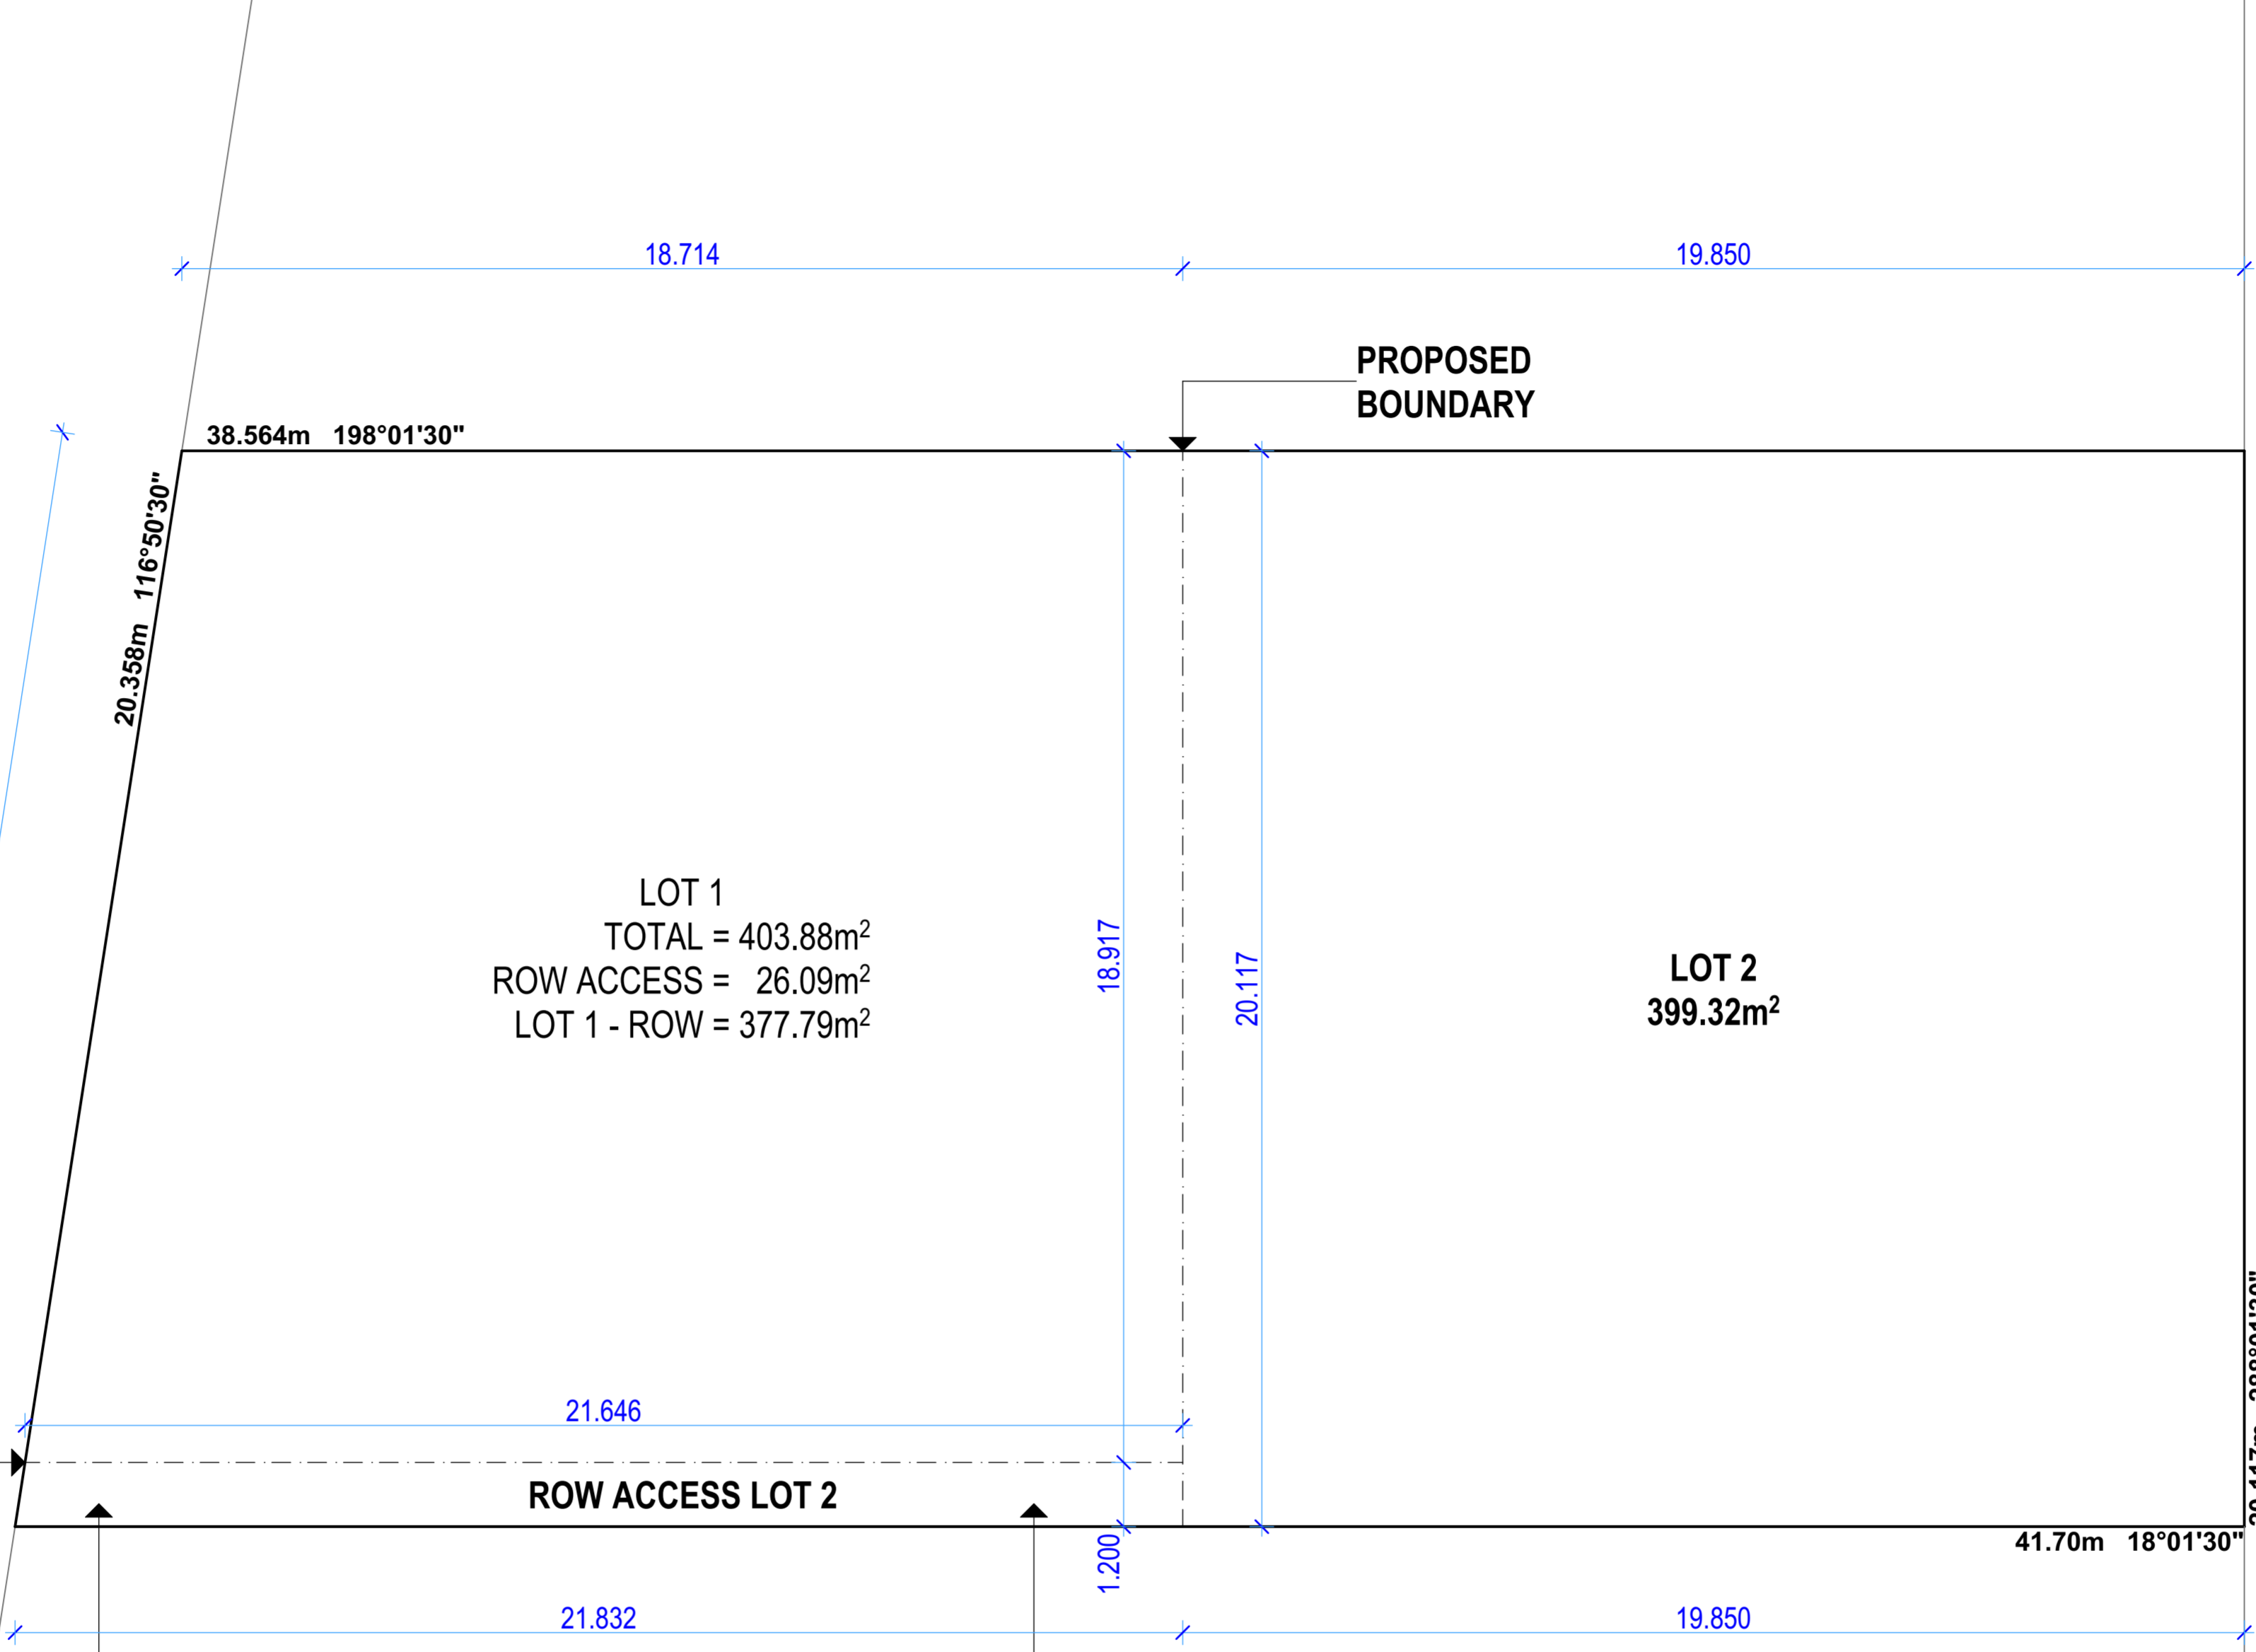 18.714
19.850
PROPOSED
BOUNDARY
38.564m 198°01'30"
20.358m 116°50'30"
LOT 1
TOTAL = 403.88m²
ROW ACCESS = 26.09m²
LOT 1 - ROW = 377.79m²
18.917
20.117
LOT 2
399.32m²
21.646
ROW ACCESS LOT 2
1.200
41.70m 18°01'30"
21.832
19.850